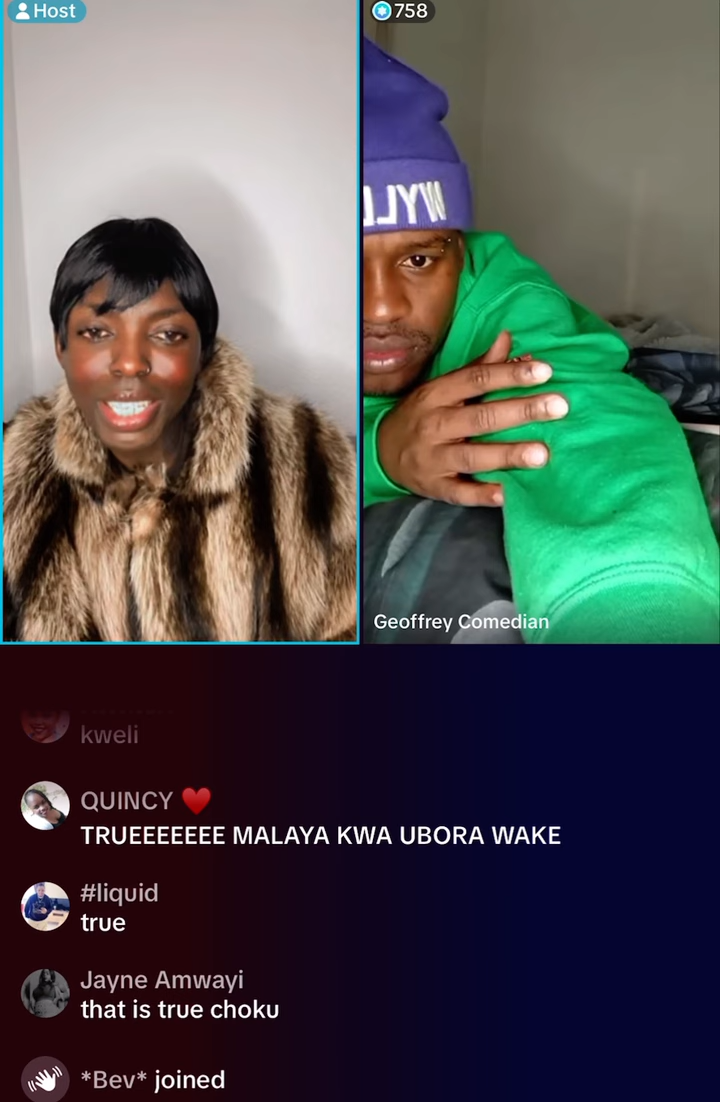 Host
758
WYLD
Geoffrey Comedian
kweli
QUINCY ❤️
TRUEEEEEEE MALAYA KWA UBORA WAKE
#liquid
true
Jayne Amwayi
that is true choku
*Bev* joined